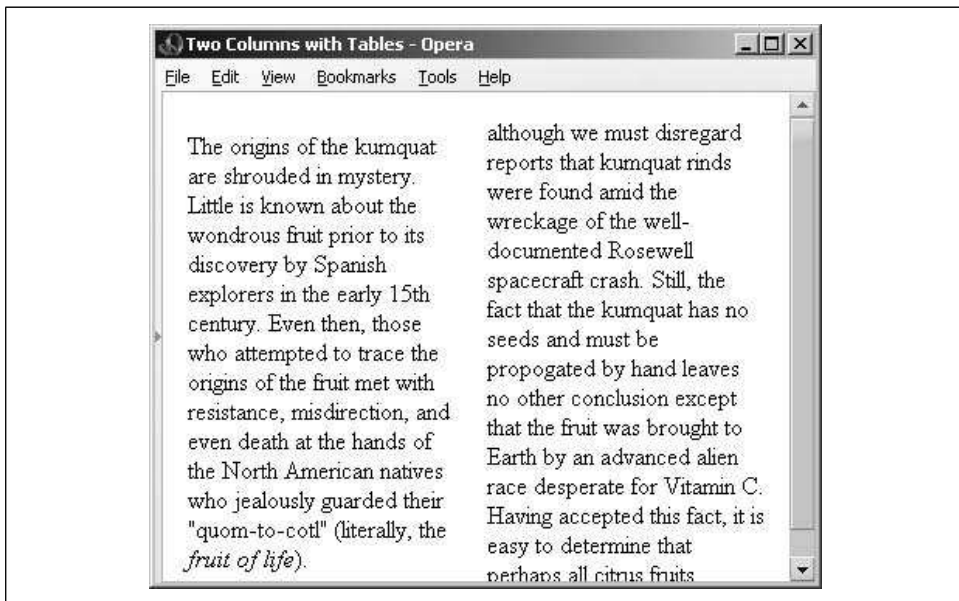 Two Columns with Tables - Opera
File Edit View Bookmarks Tools Help
The origins of the kumquat
are shrouded in mystery.
Little is known about the
wondrous fruit prior to its
discovery by Spanish
explorers in the early 15th
century. Even then, those
who attempted to trace the
origins of the fruit met with
resistance, misdirection, and
even death at the hands of
the North American natives
who jealously guarded their
"quom-to-cotl" (literally, the
fruit of life).
although we must disregard
reports that kumquat rinds
were found amid the
wreckage of the well-
documented Rosewell
spacecraft crash. Still, the
fact that the kumquat has no
seeds and must be
propogated by hand leaves
no other conclusion except
that the fruit was brought to
Earth by an advanced alien
race desperate for Vitamin C.
Having accepted this fact, it is
easy to determine that
perhaps all citrus fruits